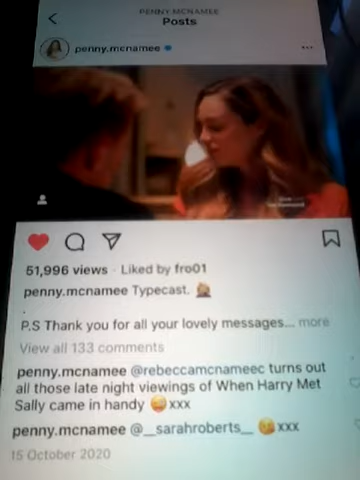 PENNY MCNAMEE
Posts
penny.mcnamee
51,996 views · Liked by fro01
penny.mcnamee Typecast.
.
P.S Thank you for all your lovely messages... more
View all 133 comments
penny.mcnamee @rebeccamcnameec turns out
all those late night viewings of When Harry Met
Sally came in handy 😄xxx
penny.mcnamee @__sarahroberts__ 😘xxx
15 October 2020